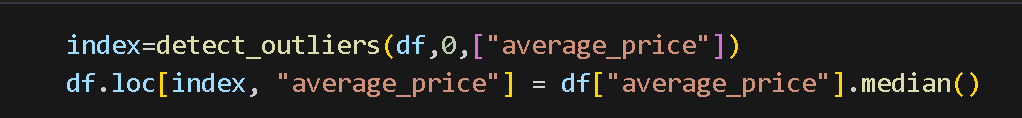 index=detect_outliers(df,0,["average_price"])
df.loc[index, "average_price"] = df["average_price"].median()